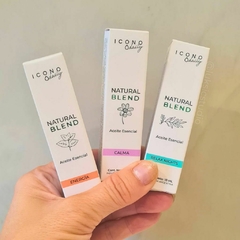 ICONO
Beauty
NATURAL
BLEND
Aceite Esencial
ENERGÍA
ICONO
Beauty
NATURAL
BLEND
Aceite Esencial
CALMA
ICONO
Beauty
NATURAL
BLEND
Aceite Esencial